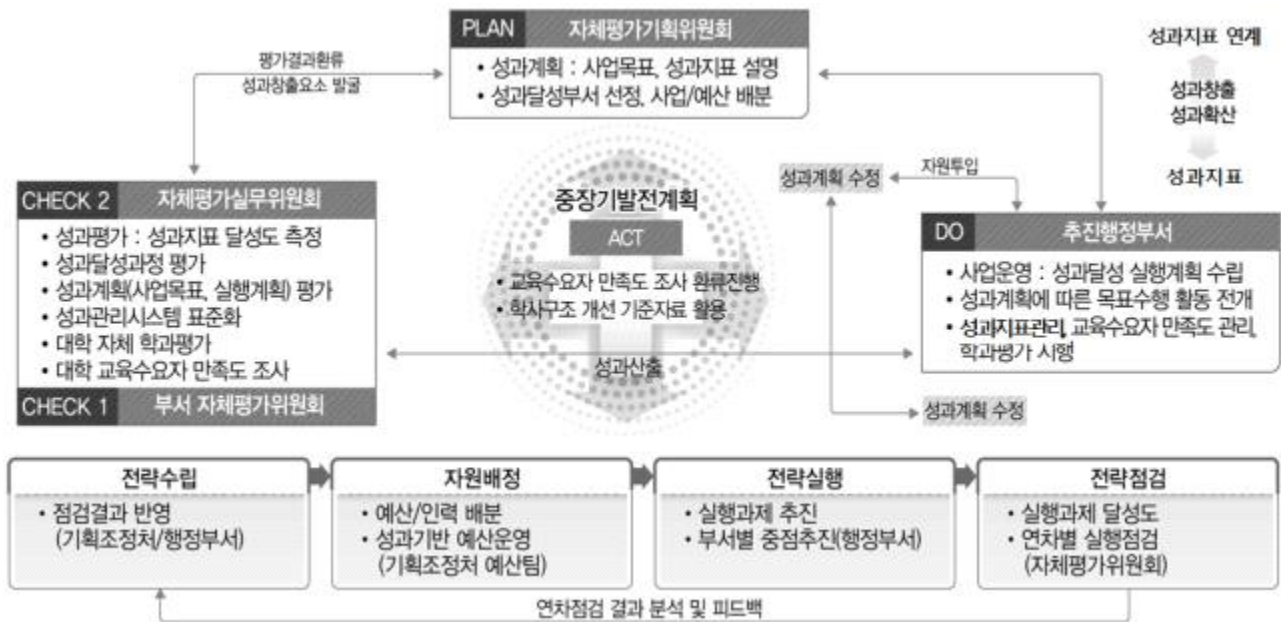 PLAN 자체평가기획위원회
• 성과계획 : 사업목표, 성과지표 설명
• 성과달성부서 선정, 사업/예산 배분
평가결과환류
성과창출요소 발굴
성과지표 연계
성과창출
성과확산
성과지표
CHECK 2 자체평가실무위원회
• 성과평가 : 성과지표 달성도 측정
• 성과달성과정 평가
• 성과계획(사업목표, 실행계획) 평가
• 성과관리시스템 표준화
• 대학 자체 학과평가
• 대학 교육수요자 만족도 조사
CHECK 1 부서 자체평가위원회
중장기발전계획
ACT
• 교육수요자 만족도 조사 환류진행
• 학사구조 개선 기준자료 활용
성과산출
성과계획 수정
자원투입
DO 추진행정부서
• 사업운영 : 성과달성 실행계획 수립
• 성과계획에 따른 목표수행 활동 전개
• 성과지표관리, 교육수요자 만족도 관리,
학과평가 시행
성과계획 수정
전략수립
• 점검결과 반영
(기획조정처/행정부서)
자원배정
• 예산/인력 배분
• 성과기반 예산운영
(기획조정처 예산팀)
전략실행
• 실행과제 추진
• 부서별 중점추진(행정부서)
전략점검
• 실행과제 달성도
• 연차별 실행점검
(자체평가위원회)
연차점검 결과 분석 및 피드백